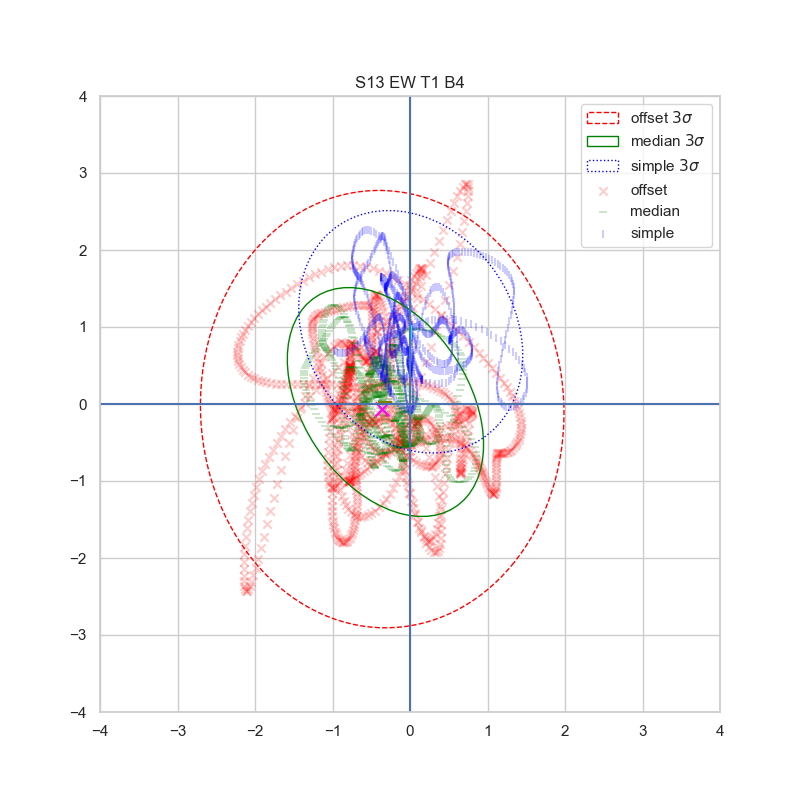 S13 EW T1 B4
offset 3σ
median 3σ
simple 3σ
offset
median
simple
4
3
2
1
0
−1
−2
−3
−4
−4 −3 −2 −1 0 1 2 3 4